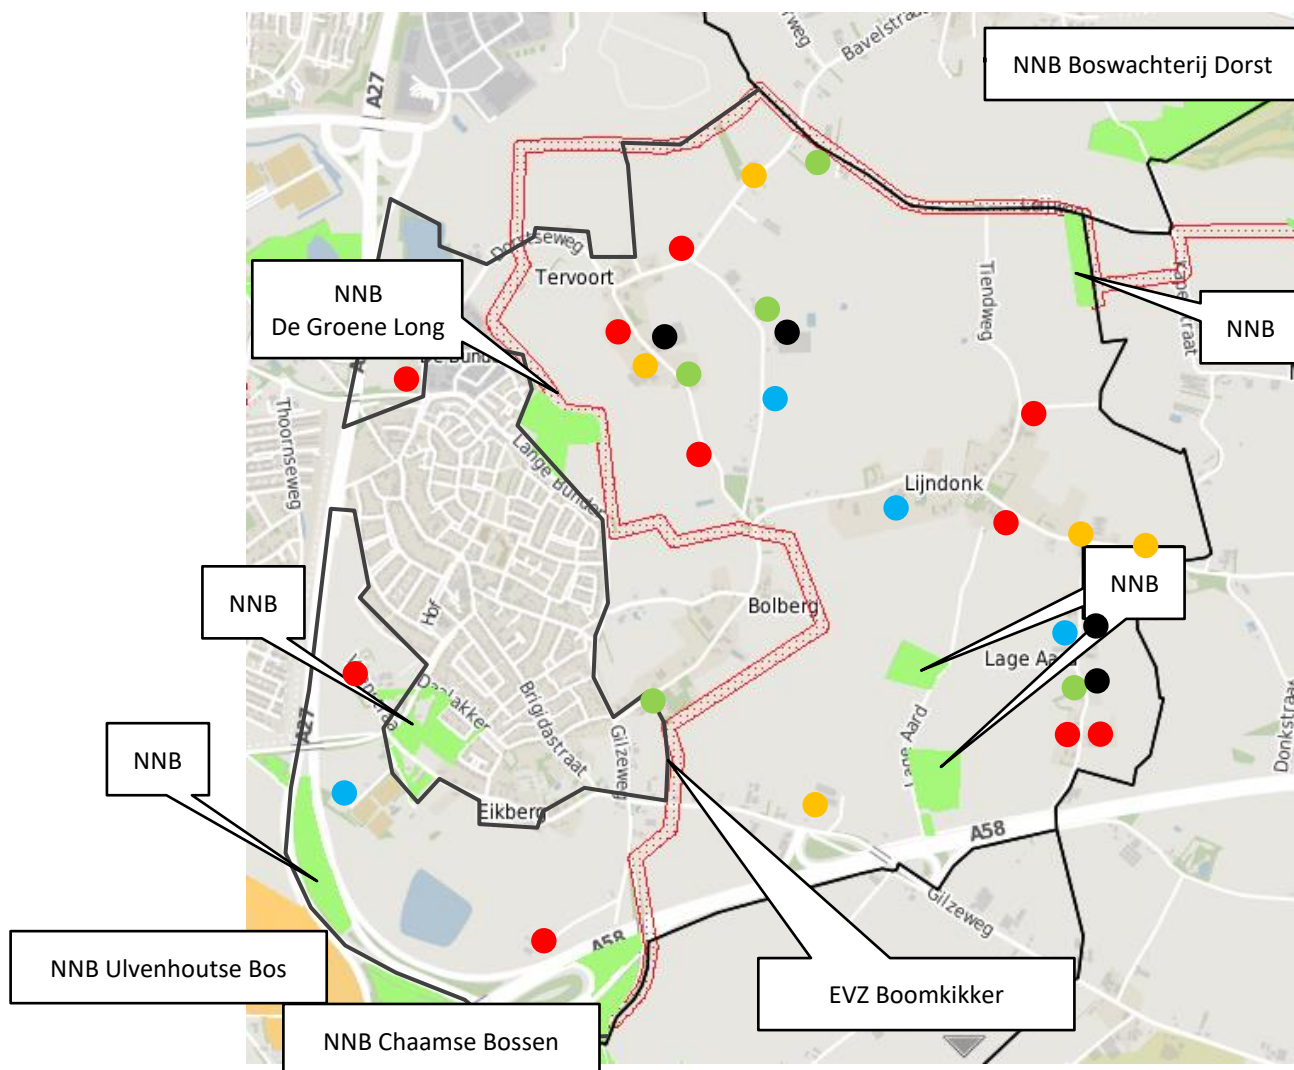 Bavelstraat
NNB Boswachterij Dorst
A27
Dorstseweg
Tervoort
Tiendweg
NNB
De Groene Long
NNB
Thoornseweg
Lange Bunder
Lijndonk
NNB
NNB
Hof
Bolberg
Lage Aard
Daalakker
Brigidastraat
Gilzeweg
A27
NNB
Donkstraat
Eikberg
A58
Gilzeweg
A58
NNB Ulvenhoutse Bos
EVZ Boomkikker
NNB Chaamse Bossen